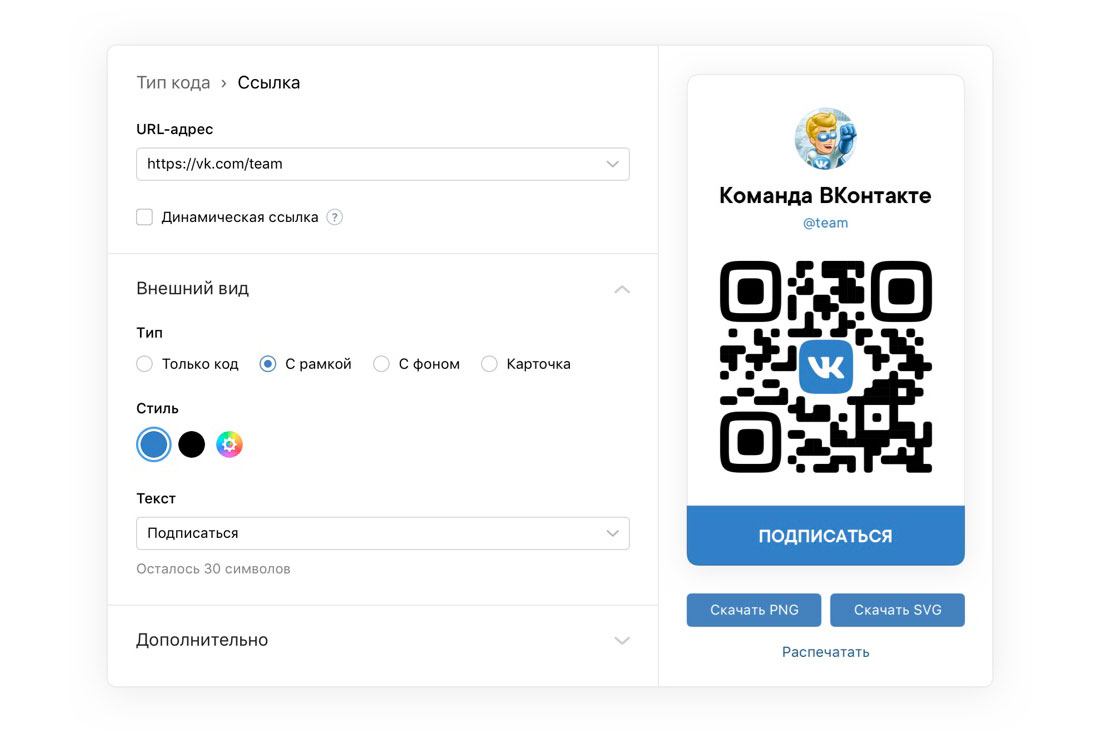 Тип кода › Ссылка
URL-адрес
https://vk.com/team
Динамическая ссылка ?
Внешний вид
Тип
Только код С рамкой С фоном Карточка
Стиль
Текст
Подписаться
Осталось 30 символов
Дополнительно
Команда ВКонтакте
@team
VK
ПОДПИСАТЬСЯ
Скачать PNG Скачать SVG
Распечатать